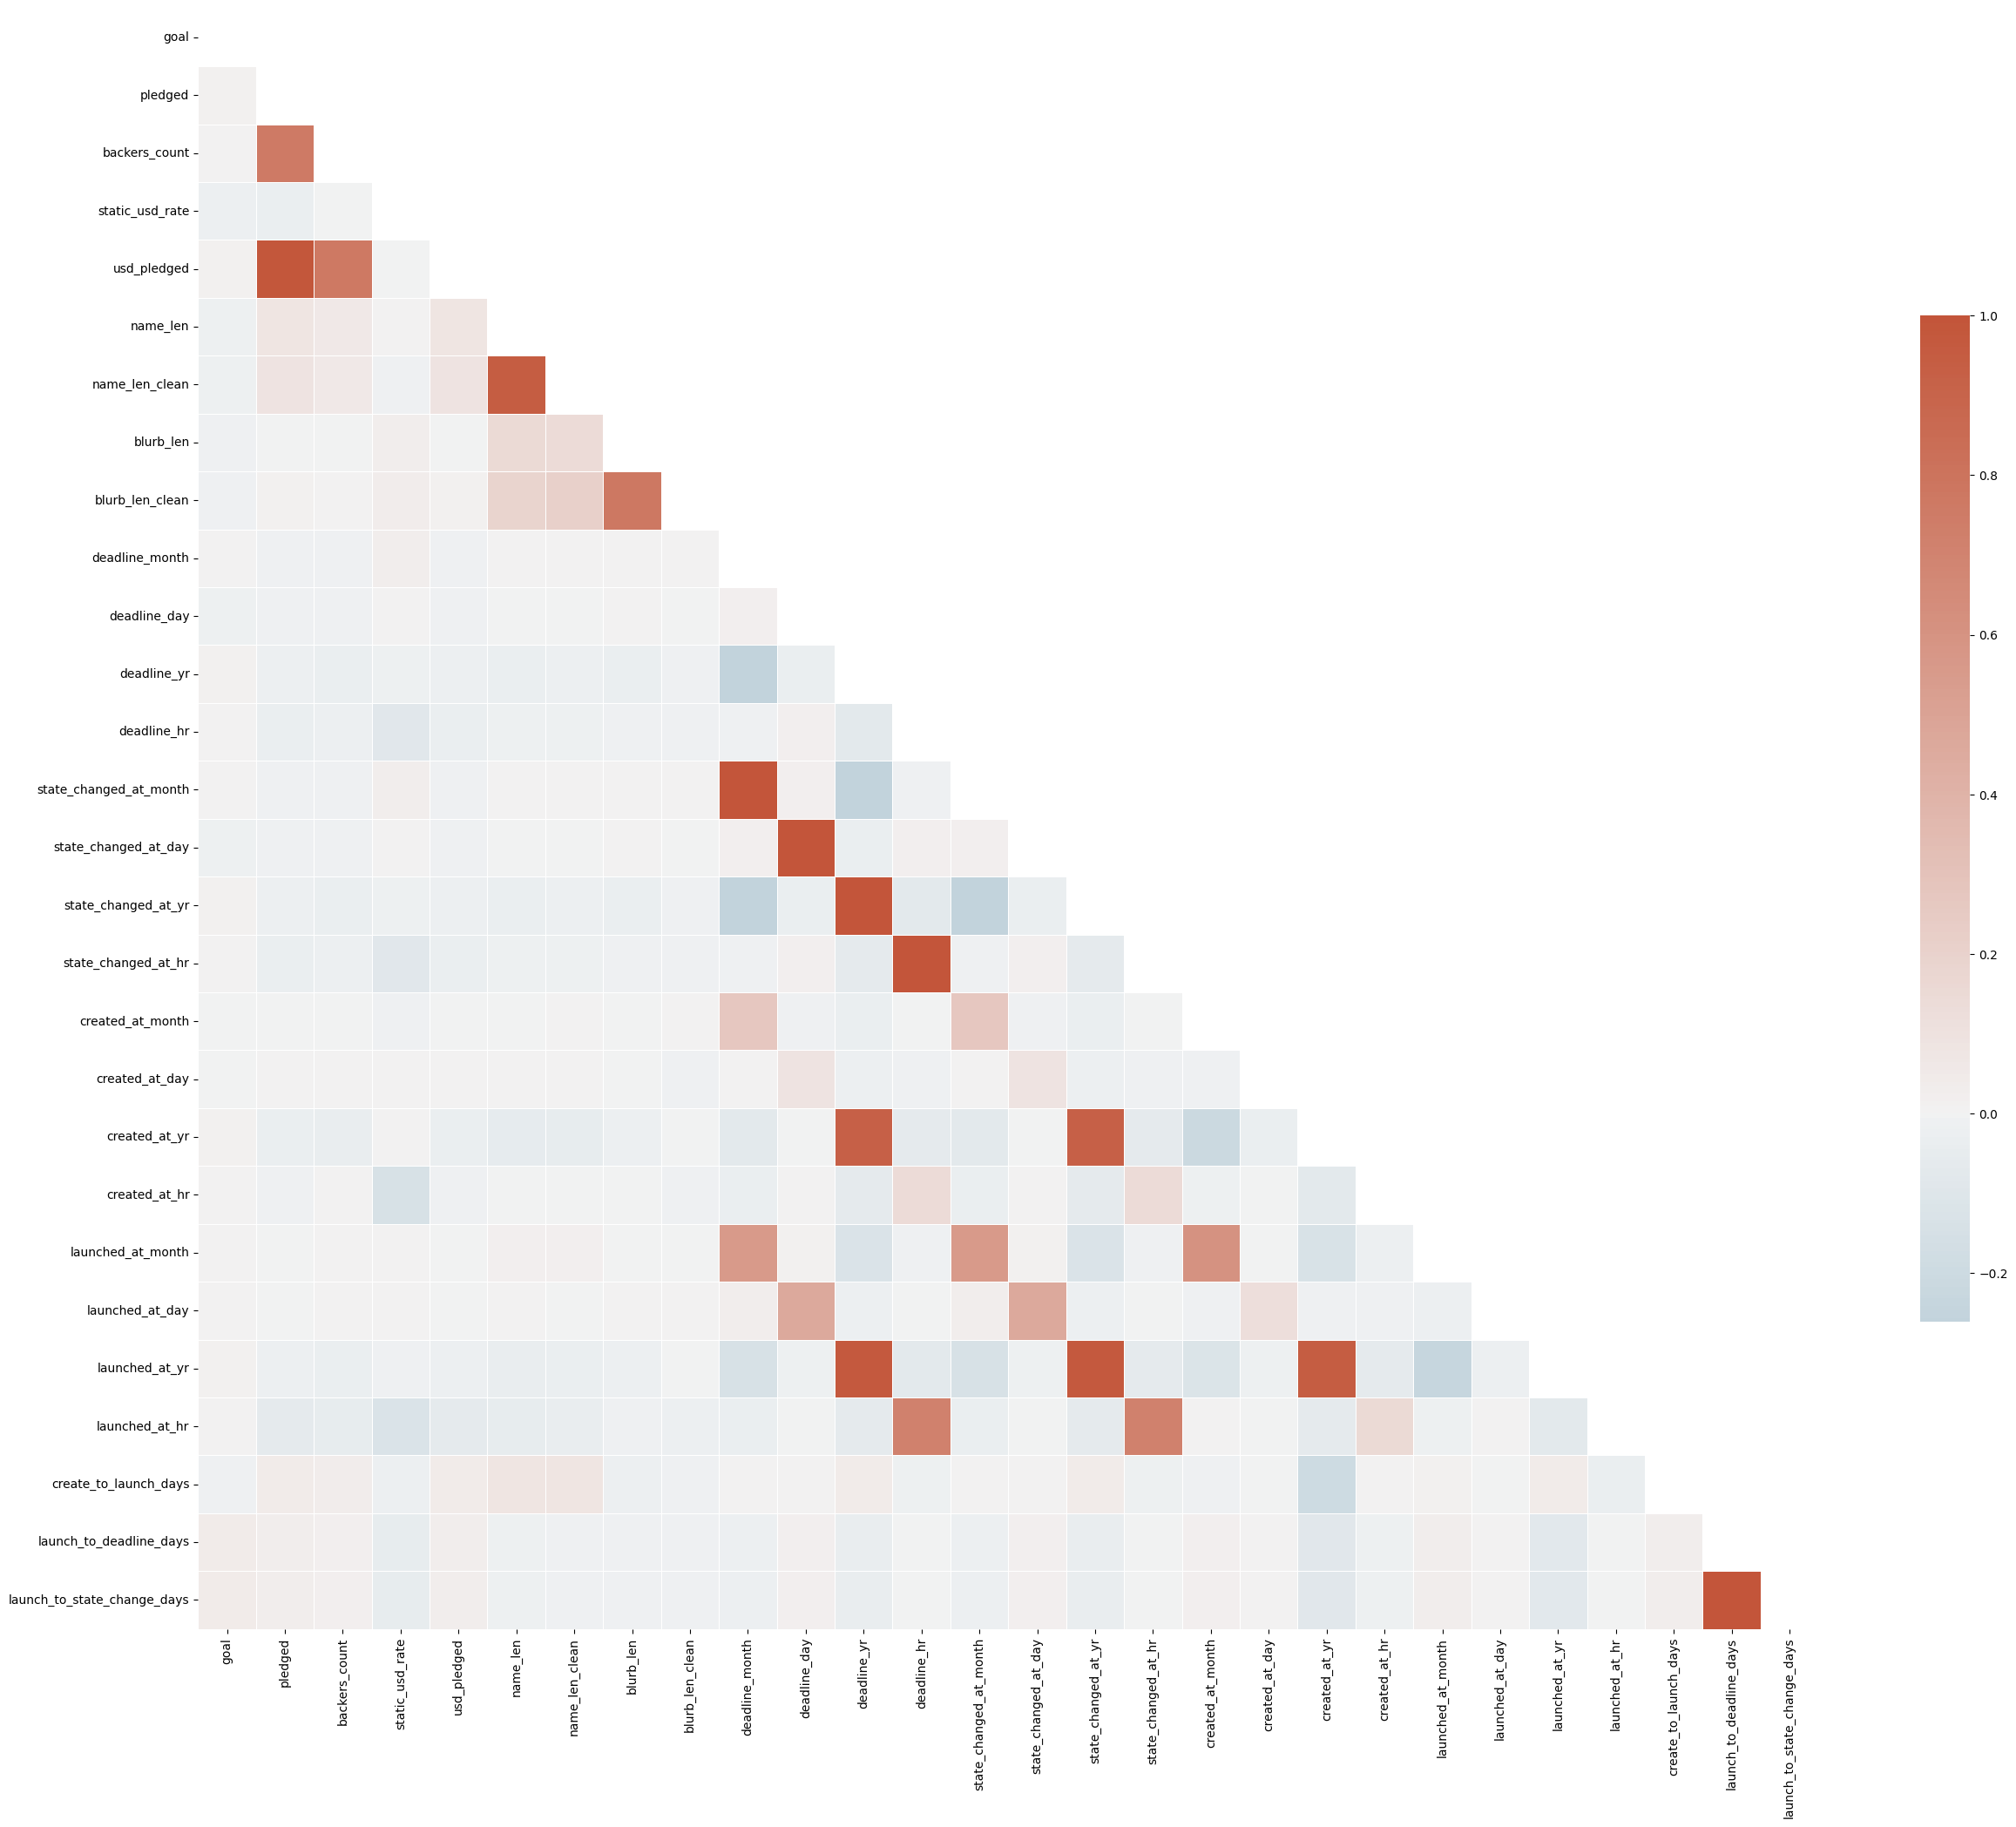 goal
pledged
backers_count
static_usd_rate
usd_pledged
name_len
name_len_clean
blurb_len
blurb_len_clean
deadline_month
deadline_day
deadline_yr
deadline_hr
state_changed_at_month
state_changed_at_day
state_changed_at_yr
state_changed_at_hr
created_at_month
created_at_day
created_at_yr
created_at_hr
launched_at_month
launched_at_day
launched_at_yr
launched_at_hr
create_to_launch_days
launch_to_deadline_days
launch_to_state_change_days
goal
pledged
backers_count
static_usd_rate
usd_pledged
name_len
name_len_clean
blurb_len
blurb_len_clean
deadline_month
deadline_day
deadline_yr
deadline_hr
state_changed_at_month
state_changed_at_day
state_changed_at_yr
state_changed_at_hr
created_at_month
created_at_day
created_at_yr
created_at_hr
launched_at_month
launched_at_day
launched_at_yr
launched_at_hr
create_to_launch_days
launch_to_deadline_days
launch_to_state_change_days
1.0
0.8
0.6
0.4
0.2
0.0
−0.2